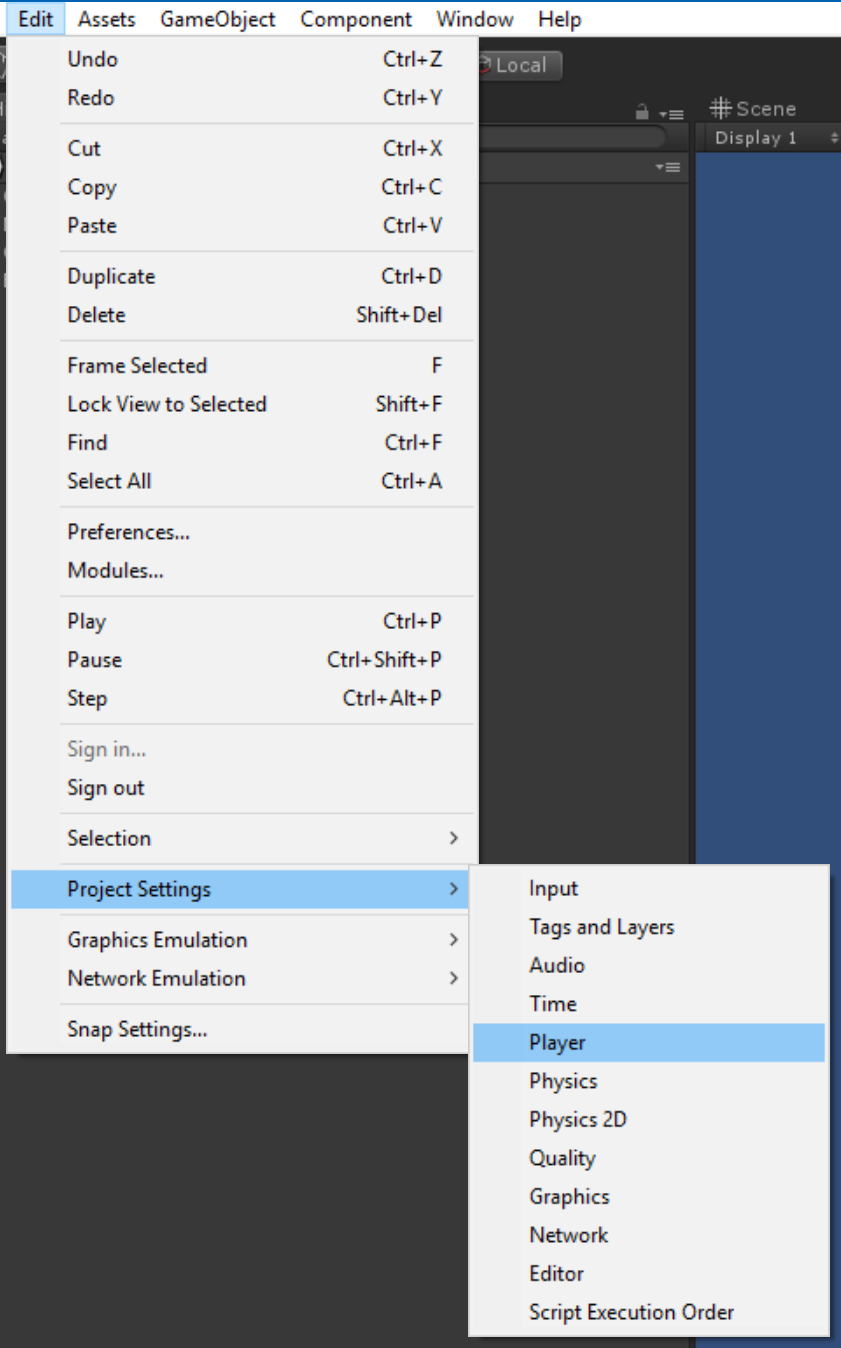 Edit Assets GameObject Component Window Help
Local
Scene
Display 1
Undo Ctrl+Z
Redo Ctrl+Y
Cut Ctrl+X
Copy Ctrl+C
Paste Ctrl+V
Duplicate Ctrl+D
Delete Shift+Del
Frame Selected F
Lock View to Selected Shift+F
Find Ctrl+F
Select All Ctrl+A
Preferences...
Modules...
Play Ctrl+P
Pause Ctrl+Shift+P
Step Ctrl+Alt+P
Sign in...
Sign out
Selection
Project Settings
Graphics Emulation
Network Emulation
Snap Settings...
Input
Tags and Layers
Audio
Time
Player
Physics
Physics 2D
Quality
Graphics
Network
Editor
Script Execution Order